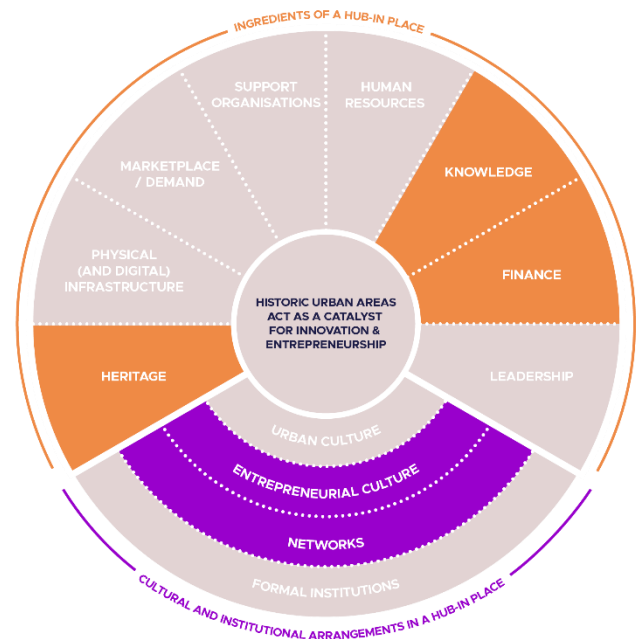 INGREDIENTS OF A HUB-IN PLACE
SUPPORT
ORGANISATIONS
HUMAN
RESOURCES
MARKETPLACE
/ DEMAND
KNOWLEDGE
PHYSICAL
(AND DIGITAL)
INFRASTRUCTURE
FINANCE
HISTORIC URBAN AREAS
ACT AS A CATALYST
FOR INNOVATION &
ENTREPRENEURSHIP
HERITAGE
LEADERSHIP
URBAN CULTURE
ENTREPRENEURIAL CULTURE
NETWORKS
FORMAL INSTITUTIONS
CULTURAL AND INSTITUTIONAL ARRANGEMENTS IN A HUB-IN PLACE